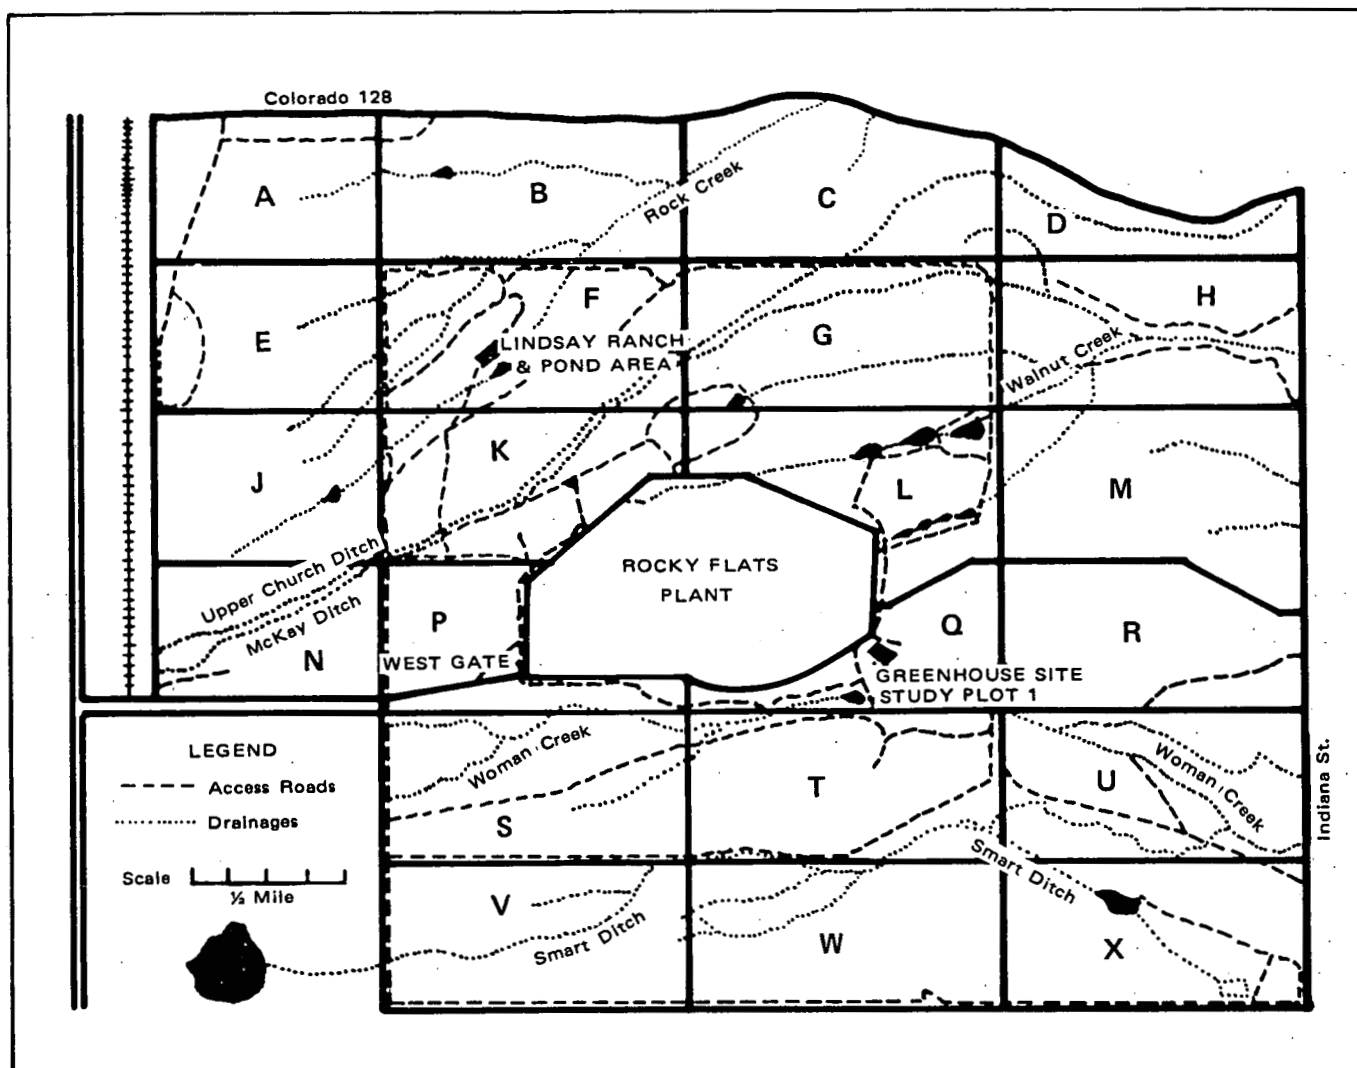 Colorado 128
A
B
C
D
Rock Creek
E
F
G
H
LINDSAY RANCH
& POND AREA
Walnut Creek
J
K
L
M
Upper Church Ditch
McKay Ditch
N
P
ROCKY FLATS
PLANT
Q
R
WEST GATE
GREENHOUSE SITE
STUDY PLOT 1
LEGEND
Access Roads
Drainages
Scale
½ Mile
Woman Creek
S
T
U
Woman Creek
Indiana St.
Smart Ditch
V
Smart Ditch
W
X